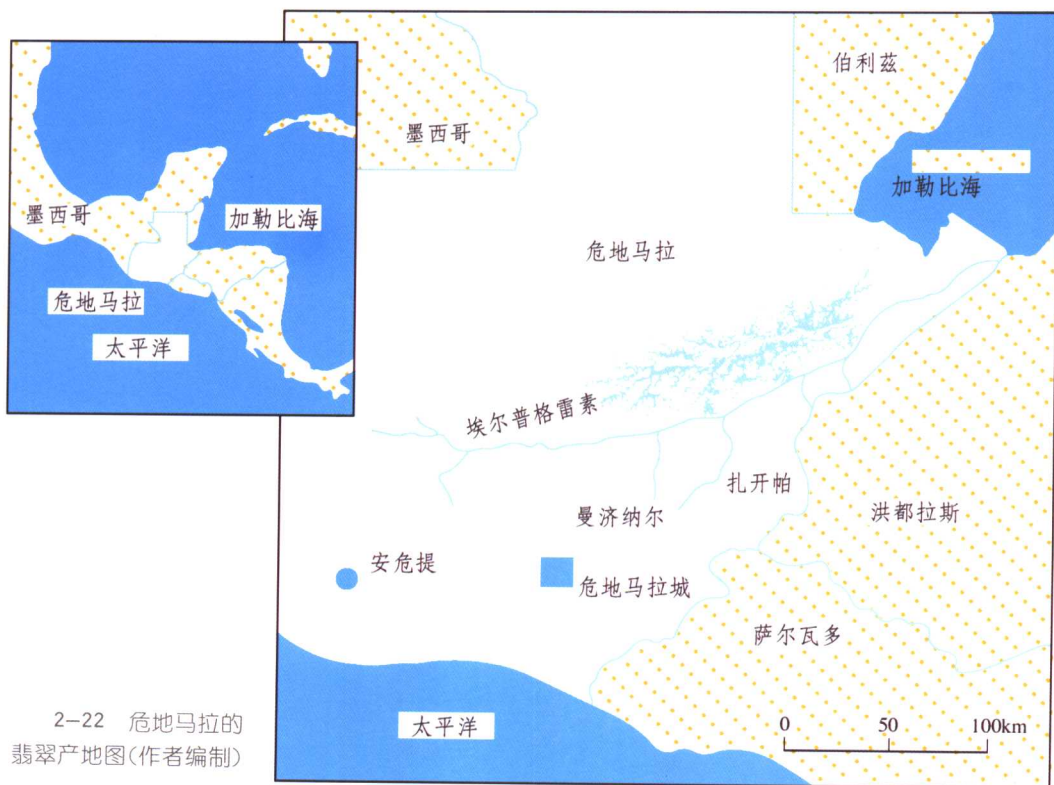 墨西哥
加勒比海
危地马拉
太平洋
墨西哥
伯利兹
加勒比海
危地马拉
埃尔普格雷素
扎开帕
曼济纳尔
洪都拉斯
安危提
危地马拉城
萨尔瓦多
太平洋
0 50 100km
2-22 危地马拉的
翡翠产地图(作者编制)